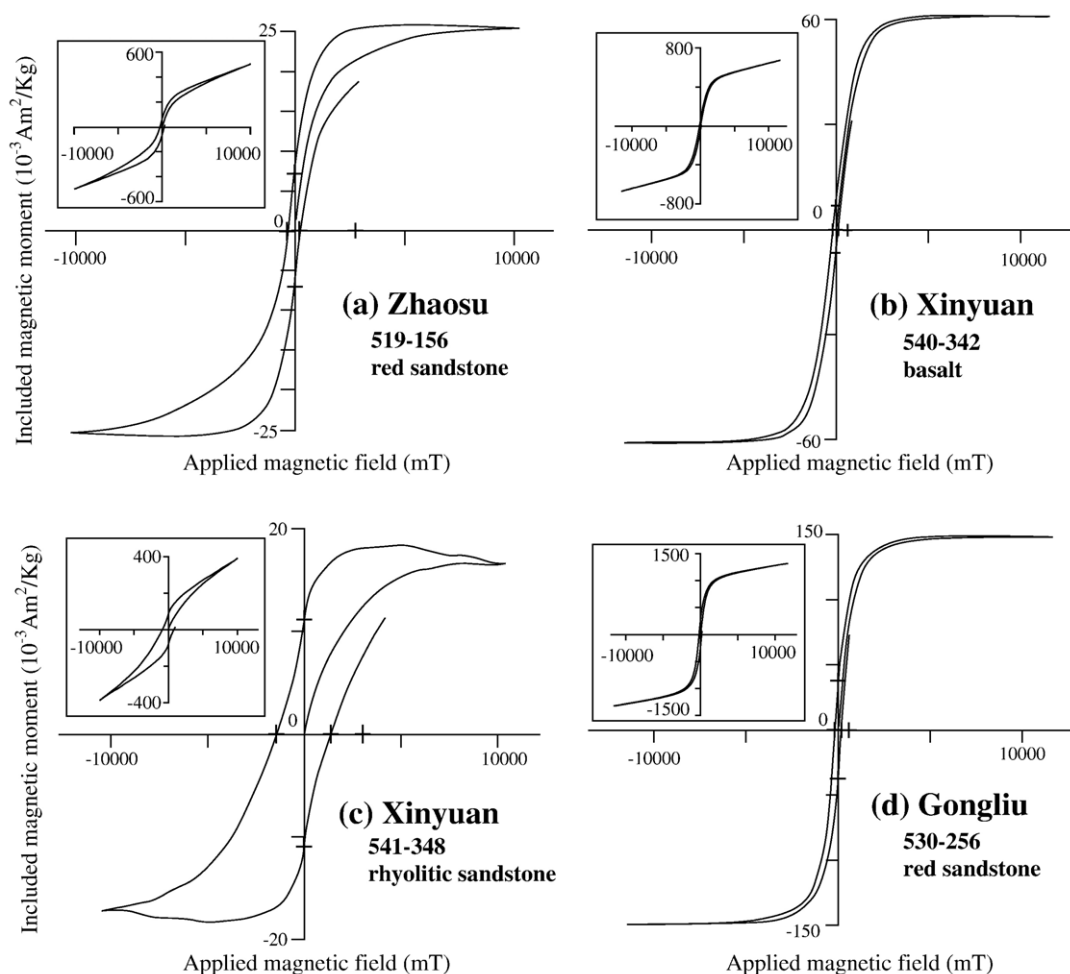 Included magnetic moment (10⁻³Am²/Kg)
25
600
-10000
10000
-600
0
-10000
10000
(a) Zhaosu
519-156
red sandstone
-25
Applied magnetic field (mT)
60
800
-10000
10000
-800
0
-10000
10000
(b) Xinyuan
540-342
basalt
-60
Applied magnetic field (mT)
Included magnetic moment (10⁻³Am²/Kg)
20
400
-10000
10000
-400
0
-10000
10000
(c) Xinyuan
541-348
rhyolitic sandstone
-20
Applied magnetic field (mT)
150
1500
-10000
10000
-1500
0
-10000
10000
(d) Gongliu
530-256
red sandstone
-150
Applied magnetic field (mT)